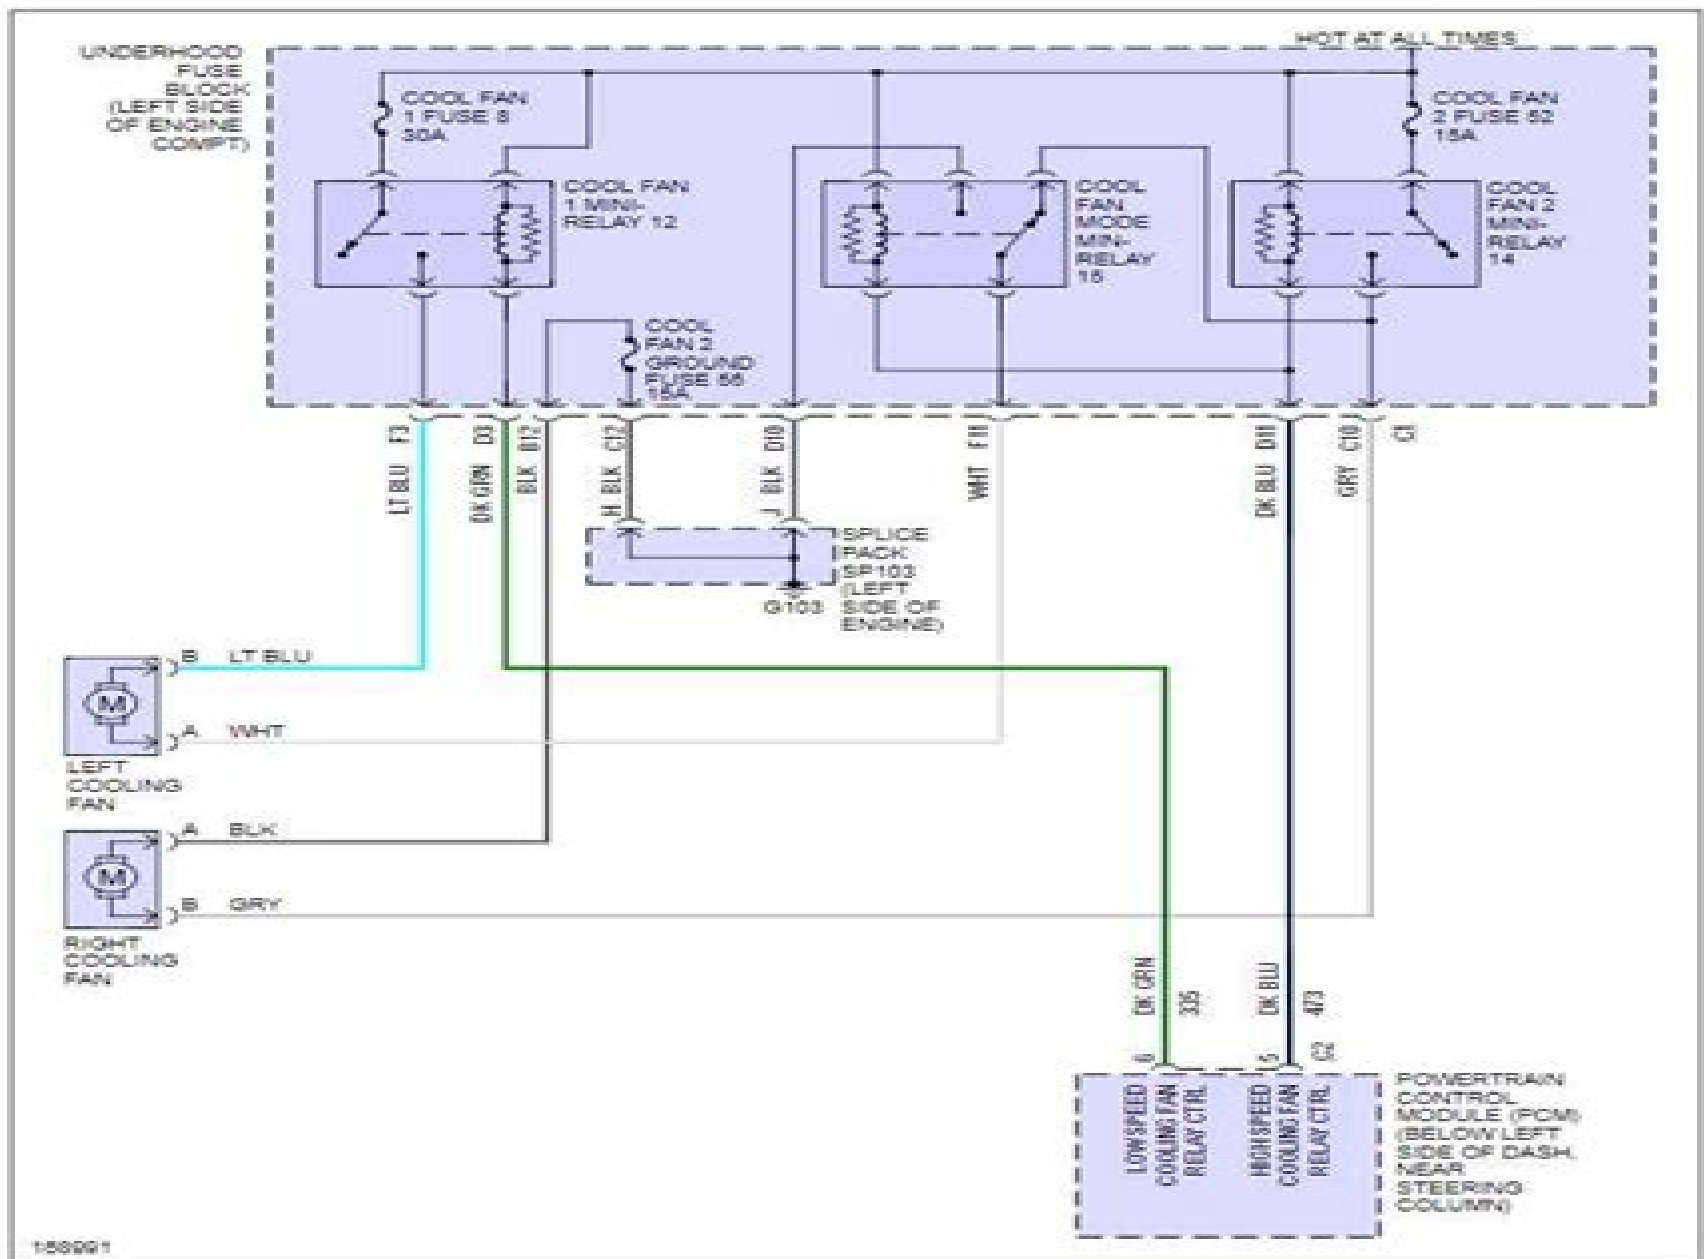 HOT AT ALL TIMES
UNDERHOOD
FUSE
BLOCK
(LEFT SIDE
OF ENGINE
COMPT)
COOL FAN
1 FUSE 8
30A
COOL FAN
2 FUSE 52
15A
COOL FAN
1 MINI-
RELAY 12
COOL
FAN
MODE
MINI-
RELAY
COOL
FAN 2
MINI-
RELAY
14
COOL
FAN 2
GROUND
FUSE
15A
LT BLU F3
DK GRN D3
BLK B12
H BLK C12
J BLK D10
WHT F11
DK BLU D11
GRY C10
SPLICE
PACK
SP103
(LEFT
SIDE OF
ENGINE)
G103
B LT BLU
M
A WHT
LEFT
COOLING
FAN
A BLK
M
B GRY
RIGHT
COOLING
FAN
DK GRN 335
DK BLU 473
6
5
C2
LOW SPEED
COOLING FAN
RELAY CTRL
HIGH SPEED
COOLING FAN
RELAY CTRL
POWERTRAIN
CONTROL
MODULE (PCM)
(BELOW LEFT
SIDE OF DASH,
NEAR
STEERING
COLUMN)